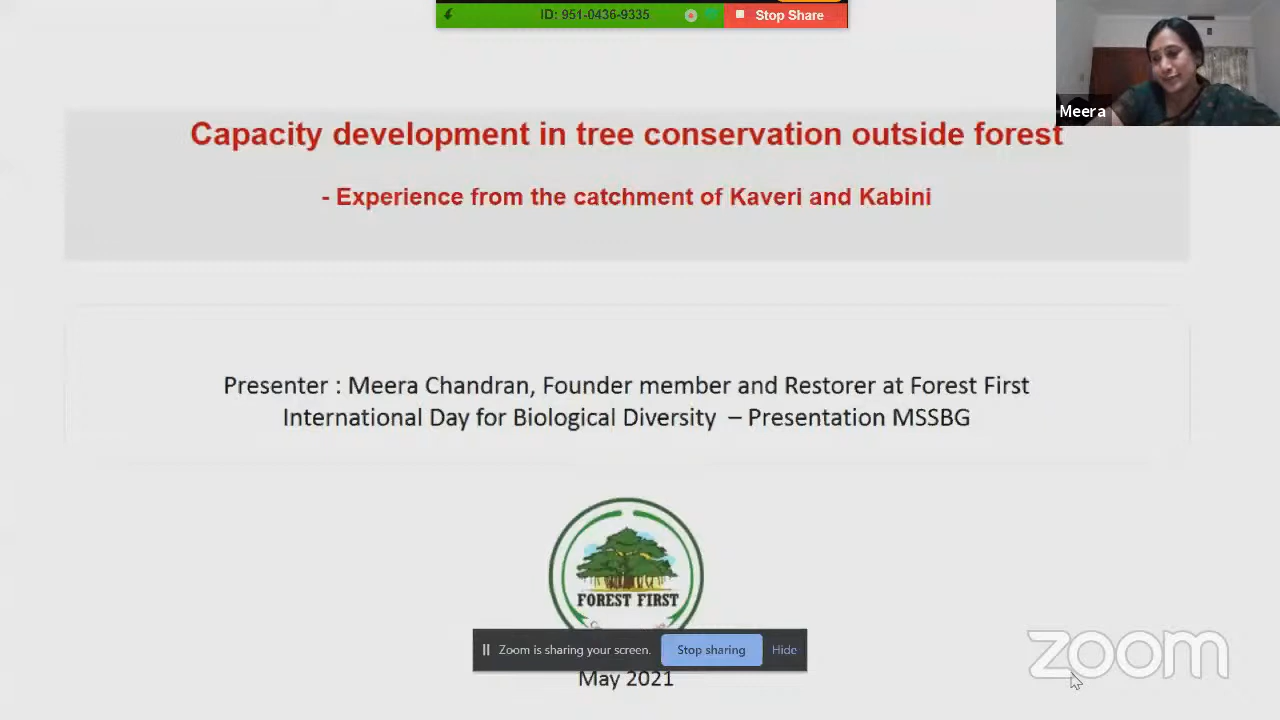 ID: 951-0436-9335
Stop Share
Meera
Capacity development in tree conservation outside forest
- Experience from the catchment of Kaveri and Kabini
Presenter : Meera Chandran, Founder member and Restorer at Forest First
International Day for Biological Diversity – Presentation MSSBG
FOREST FIRST
Zoom is sharing your screen.
Stop sharing
Hide
May 2021
zoom